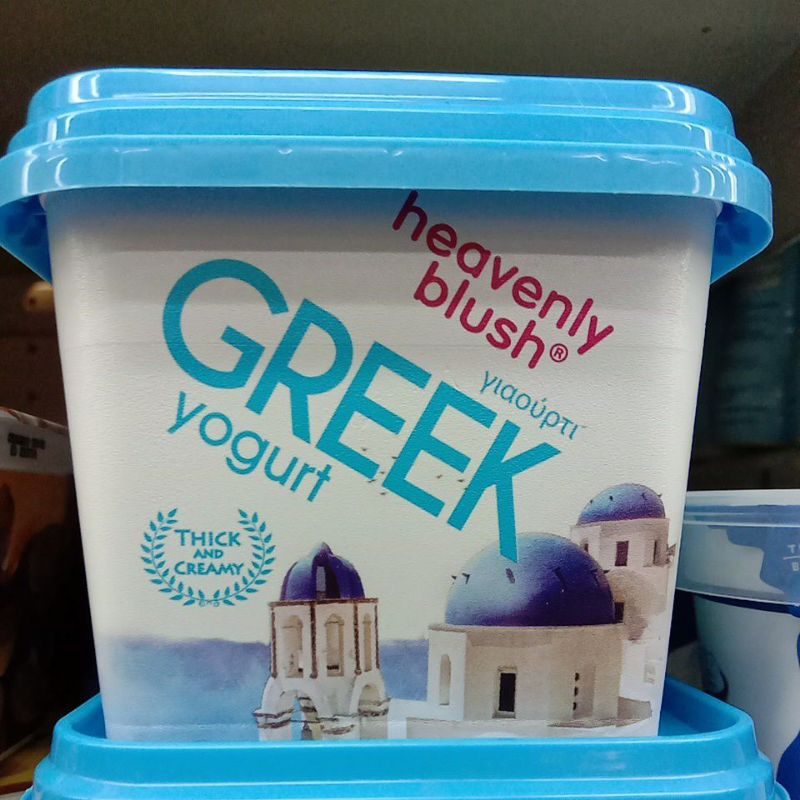 heavenly
blush®
GREEK
γιαούρτι
yogurt
THICK
AND
CREAMY